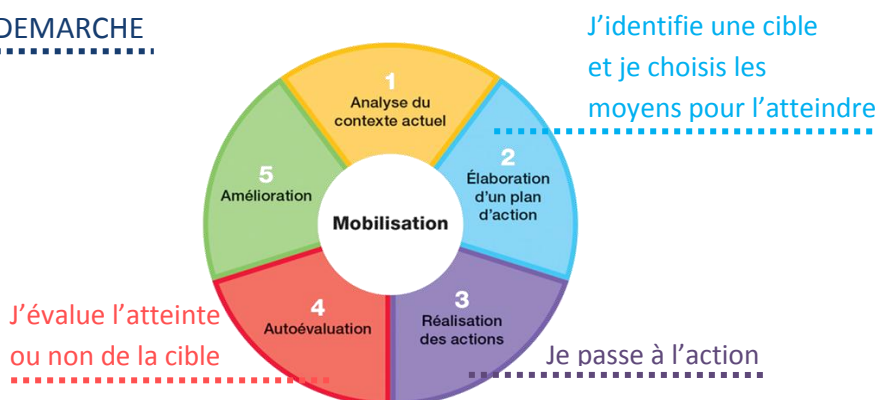 DEMARCHE
J’identifie une cible
et je choisis les
moyens pour l’atteindre
1
Analyse du
contexte actuel
2
Élaboration
d’un plan
d’action
5
Amélioration
Mobilisation
4
Autoévaluation
3
Réalisation
des actions
J’évalue l’atteinte
ou non de la cible
Je passe à l’action